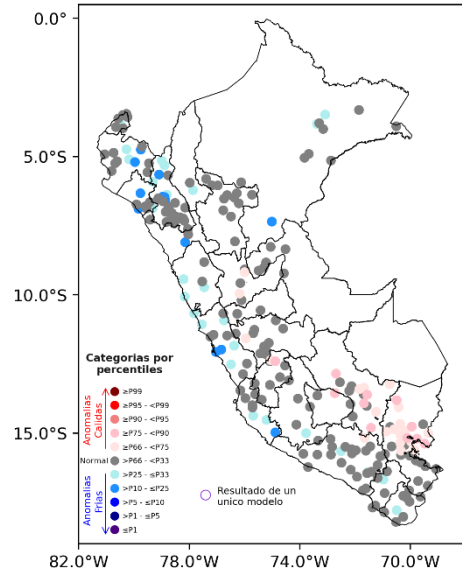 0.0°
5.0°S
10.0°S
15.0°S
Categorias por
percentiles
Anomalias
Calidas
≥P99
≥P95 - <P99
≥P90 - <P95
≥P75 - <P90
≥P66 - <P75
Normal
>P66 - <P33
>P25 - ≤P33
>P10 - ≤P25
>P5 - ≤P10
>P1 - ≤P5
≤P1
Anomalias
Frias
Resultado de un
unico modelo
82.0°W
78.0°W
74.0°W
70.0°W